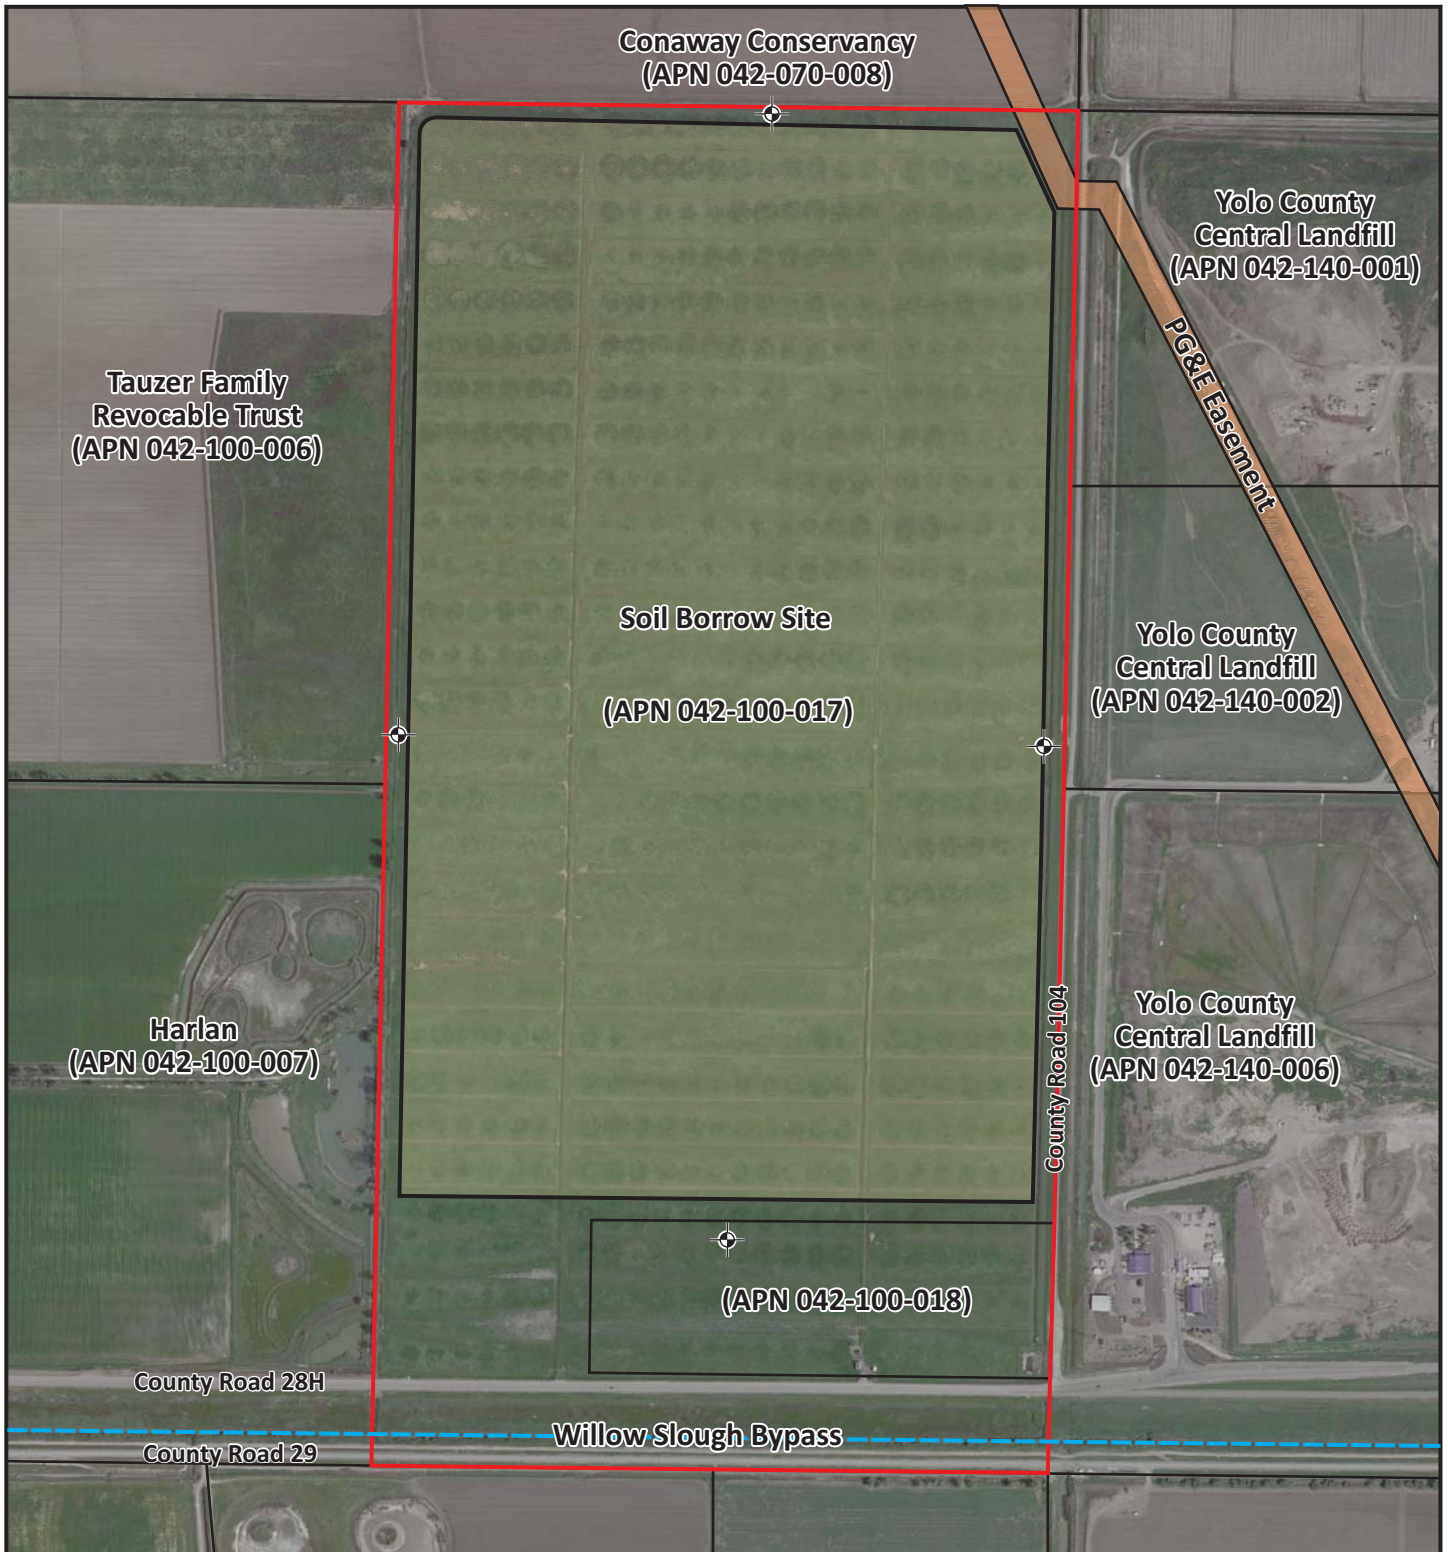 Conaway Conservancy
(APN 042-070-008)
Yolo County
Central Landfill
(APN 042-140-001)
PG&E Easement
Tauzer Family
Revocable Trust
(APN 042-100-006)
Soil Borrow Site
(APN 042-100-017)
Yolo County
Central Landfill
(APN 042-140-002)
Harlan
(APN 042-100-007)
County Road 104
Yolo County
Central Landfill
(APN 042-140-006)
(APN 042-100-018)
County Road 28H
Willow Slough Bypass
County Road 29